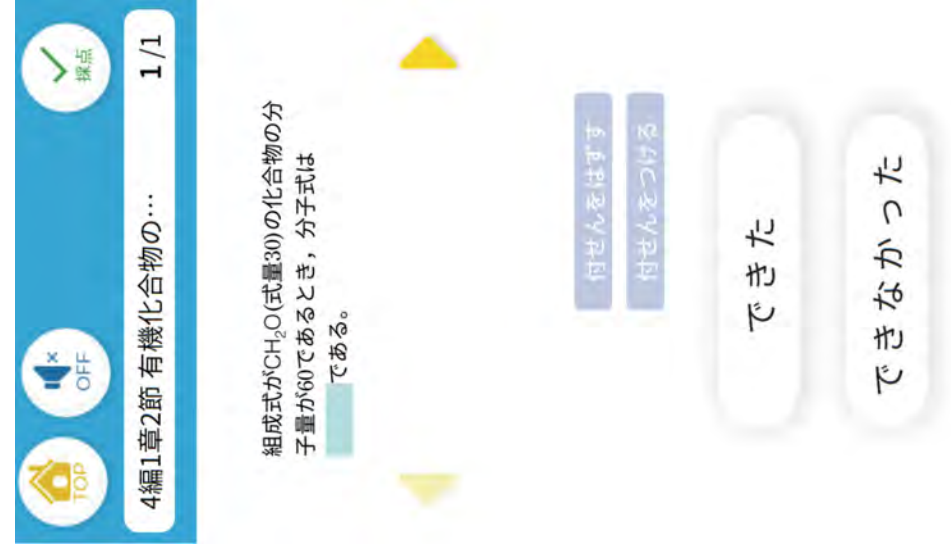 TOP
OFF
採点
4編1章2節 有機化合物の…
1/1
組成式がCH₂O(式量30)の化合物の分
子量が60であるとき，分子式は
である。
付せんをはずす
付せんをつける
できた
できなかった